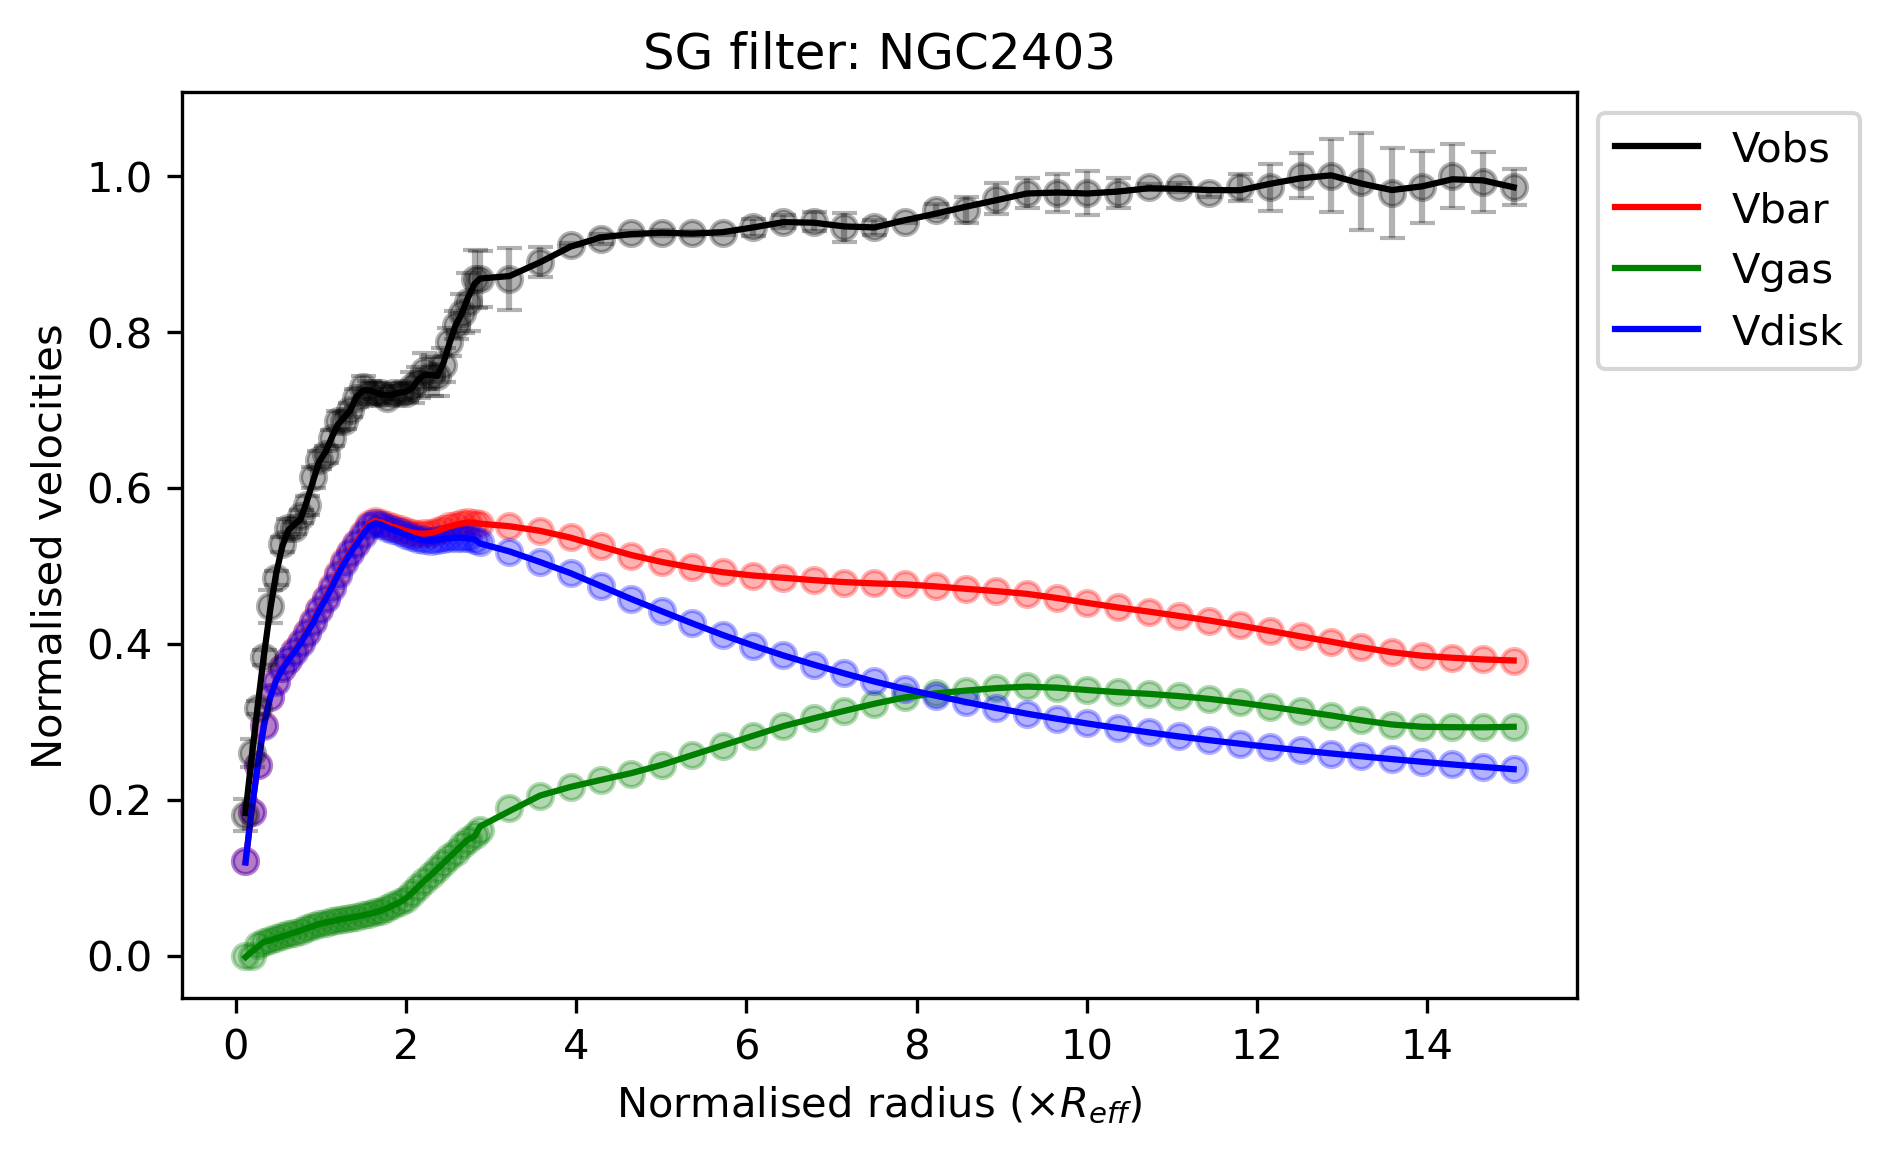 SG filter: NGC2403
Vobs
Vbar
Vgas
Vdisk
Normalised velocities
1.0
0.8
0.6
0.4
0.2
0.0
0 2 4 6 8 10 12 14
Normalised radius (×R_eff)